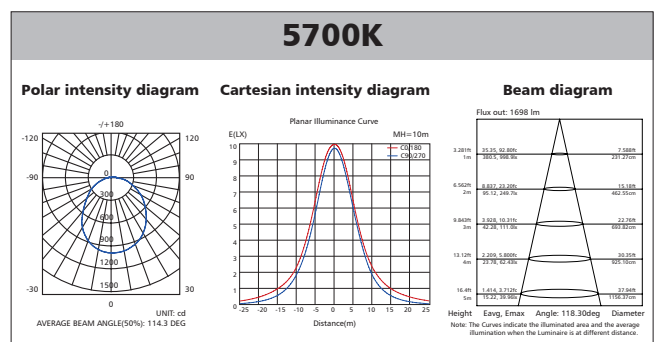 5700K
Polar intensity diagram
-/+180
-120
120
-90
90
0
300
600
900
1200
1500
-30
30
0
UNIT: cd
AVERAGE BEAM ANGLE(50%): 114.3 DEG
Cartesian intensity diagram
Planar Illuminance Curve
E(LX)
MH=10m
C0/180
C90/270
10
9
8
7
6
5
4
3
2
1
0
-25 -20 -15 -10 -5 0 5 10 15 20 25
Distance(m)
Beam diagram
Flux out: 1698 lm
3.281ft 35.35, 92.80fc 7.588ft
1m 380.5, 998.9lx 231.27cm
6.562ft 8.837, 23.20fc 15.18ft
2m 95.12, 249.7lx 462.55cm
9.843ft 3.928, 10.31fc 22.76ft
3m 42.28, 111.0lx 693.82cm
13.12ft 2.209, 5.800fc 30.35ft
4m 23.78, 62.43lx 925.10cm
16.4ft 1.414, 3.712fc 37.94ft
5m 15.22, 39.96lx 1156.37cm
Height Eavg, Emax Angle: 118.30deg Diameter
Note: The Curves indicate the illuminated area and the average
illumination when the Luminaire is at different distance.